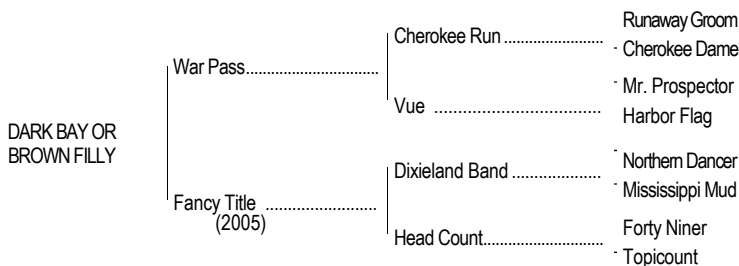 Runaway Groom
Cherokee Run ............................
Cherokee Dame
War Pass.....................................
Mr. Prospector
Vue ....................................
Harbor Flag
DARK BAY OR
BROWN FILLY
Northern Dancer
Dixieland Band .........................
Mississippi Mud
Fancy Title ..............................
(2005)
Forty Niner
Head Count.................................
Topicount